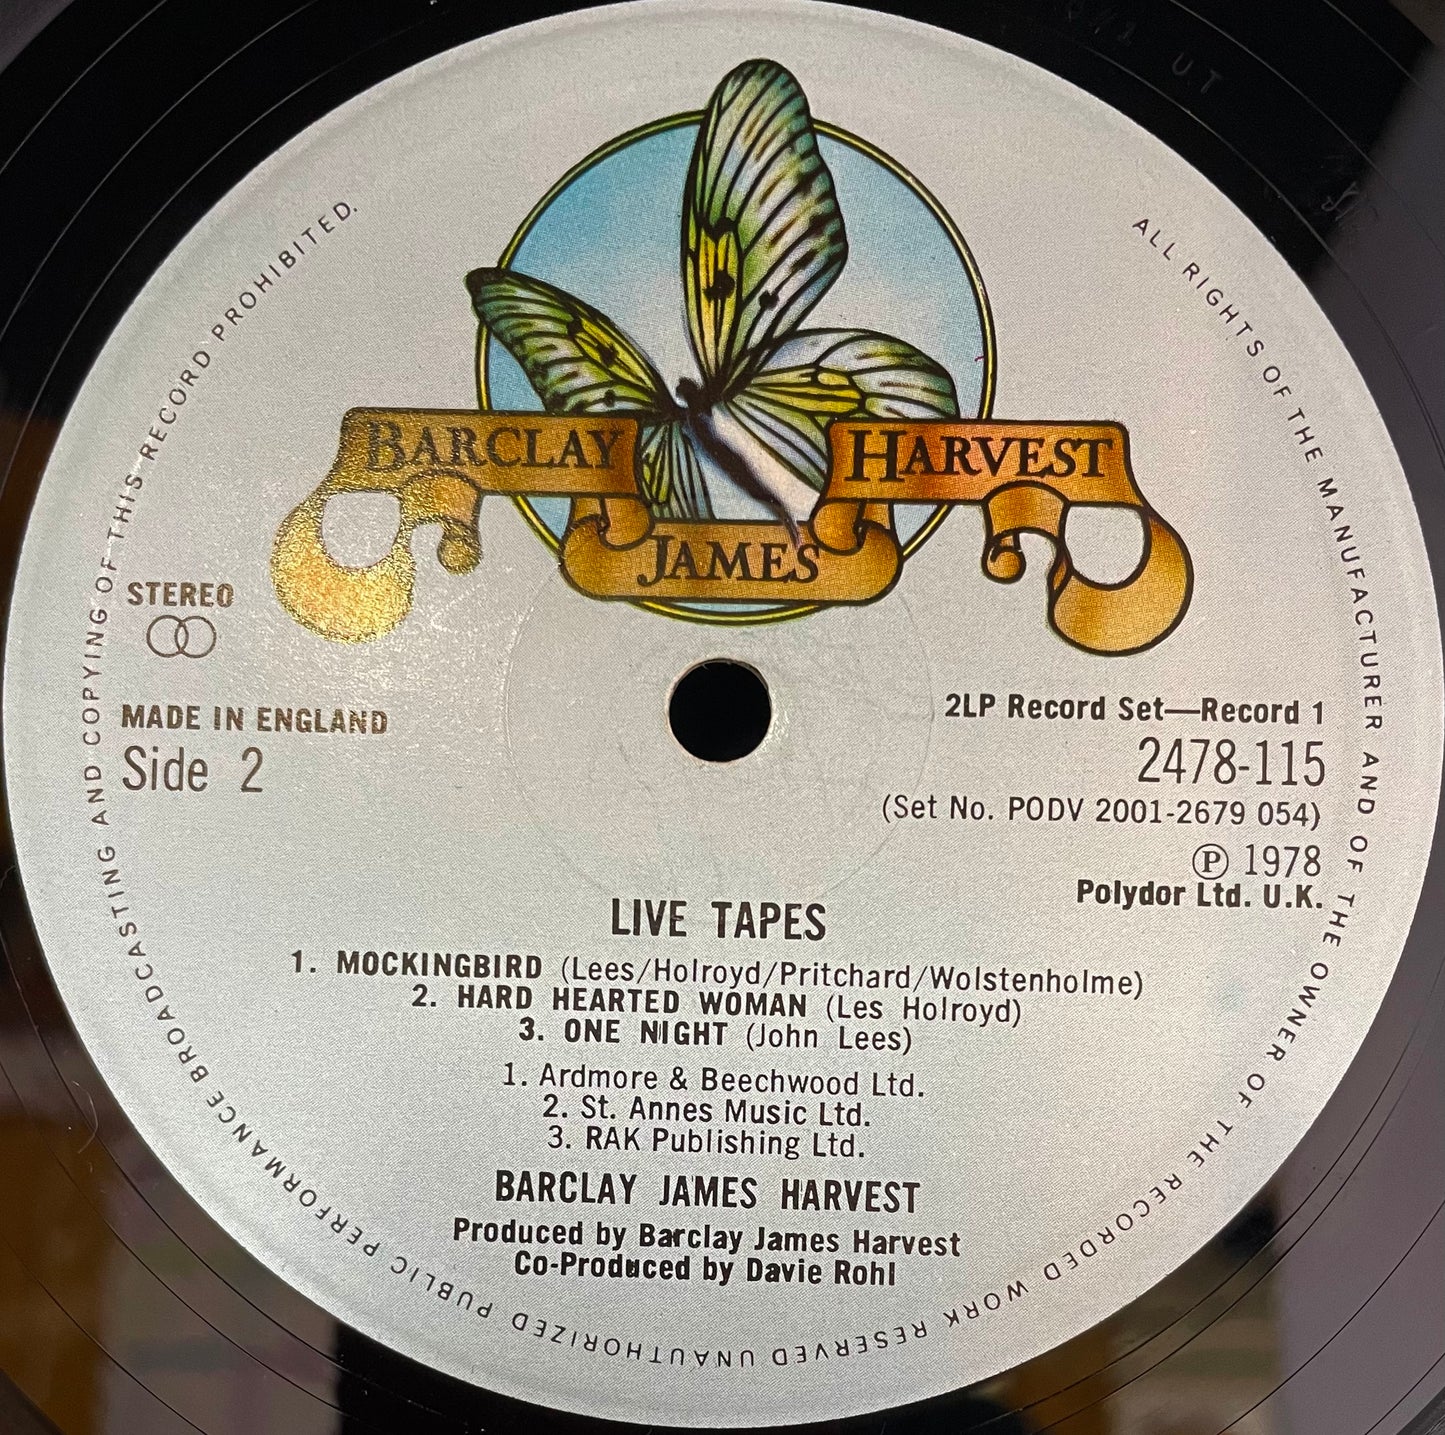 BARCLAY
JAMES
HARVEST
STEREO
MADE IN ENGLAND
Side 2
2LP Record Set—Record 1
2478-115
(Set No. PODV 2001-2679 054)
℗ 1978
Polydor Ltd. U.K.
LIVE TAPES
1. MOCKINGBIRD (Lees/Holroyd/Pritchard/Wolstenholme)
2. HARD HEARTED WOMAN (Les Holroyd)
3. ONE NIGHT (John Lees)
1. Ardmore & Beechwood Ltd.
2. St. Annes Music Ltd.
3. RAK Publishing Ltd.
BARCLAY JAMES HARVEST
Produced by Barclay James Harvest
Co-Produced by Davie Rohl
ALL RIGHTS OF THE MANUFACTURER AND OF THE OWNER OF THE RECORDED WORK RESERVED UNAUTHORIZED PUBLIC PERFORMANCE BROADCASTING AND COPYING OF THIS RECORD PROHIBITED.